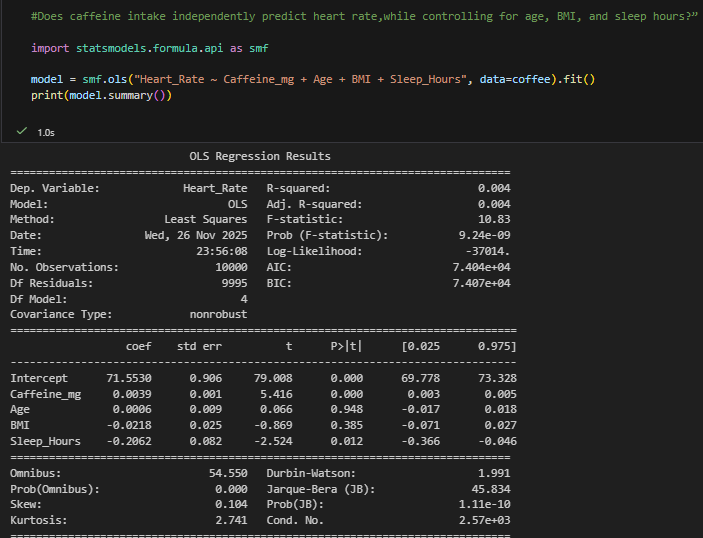 #Does caffeine intake independently predict heart rate,while controlling for age, BMI, and sleep hours?”
import statsmodels.formula.api as smf
model = smf.ols("Heart_Rate ~ Caffeine_mg + Age + BMI + Sleep_Hours", data=coffee).fit()
print(model.summary())
✓ 1.0s
OLS Regression Results
==============================================================================
Dep. Variable: Heart_Rate R-squared: 0.004
Model: OLS Adj. R-squared: 0.004
Method: Least Squares F-statistic: 10.83
Date: Wed, 26 Nov 2025 Prob (F-statistic): 9.24e-09
Time: 23:56:08 Log-Likelihood: -37014.
No. Observations: 10000 AIC: 7.404e+04
Df Residuals: 9995 BIC: 7.407e+04
Df Model: 4
Covariance Type: nonrobust
===============================================================================
coef std err t P>|t| [0.025 0.975]
-------------------------------------------------------------------------------
Intercept 71.5530 0.906 79.008 0.000 69.778 73.328
Caffeine_mg 0.0039 0.001 5.416 0.000 0.003 0.005
Age 0.0006 0.009 0.066 0.948 -0.017 0.018
BMI -0.0218 0.025 -0.869 0.385 -0.071 0.027
Sleep_Hours -0.2062 0.082 -2.524 0.012 -0.366 -0.046
==============================================================================
Omnibus: 54.550 Durbin-Watson: 1.991
Prob(Omnibus): 0.000 Jarque-Bera (JB): 45.834
Skew: 0.104 Prob(JB): 1.11e-10
Kurtosis: 2.741 Cond. No. 2.57e+03
==============================================================================